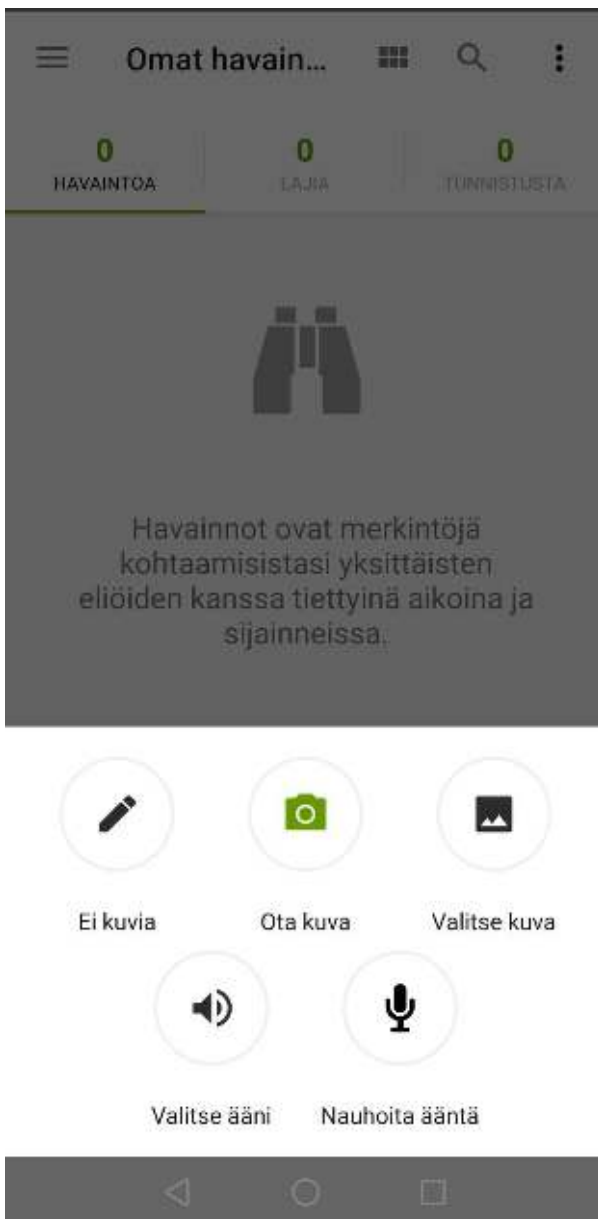 Omat havain...
0 0 0
HAVAINTOA LAJIA TUNNISTUSTA
Havainnot ovat merkintöjä
kohtaamisistasi yksittäisten
eliöiden kanssa tiettyinä aikoina ja
sijainneissa.
Ei kuvia Ota kuva Valitse kuva
Valitse ääni Nauhoita ääntä